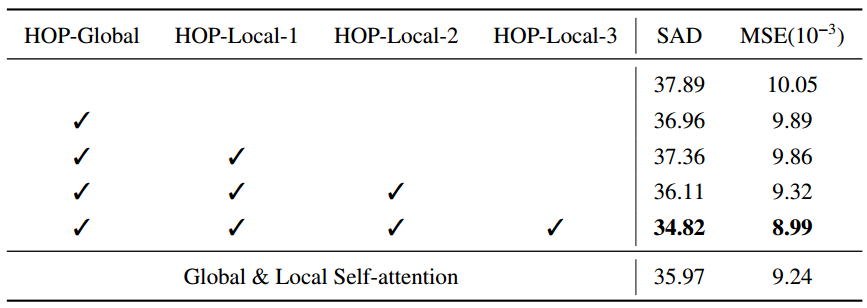 HOP-Global HOP-Local-1 HOP-Local-2 HOP-Local-3 SAD MSE(10⁻³)
37.89 10.05
✓ 36.96 9.89
✓ ✓ 37.36 9.86
✓ ✓ ✓ 36.11 9.32
✓ ✓ ✓ ✓ 34.82 8.99
Global & Local Self-attention 35.97 9.24